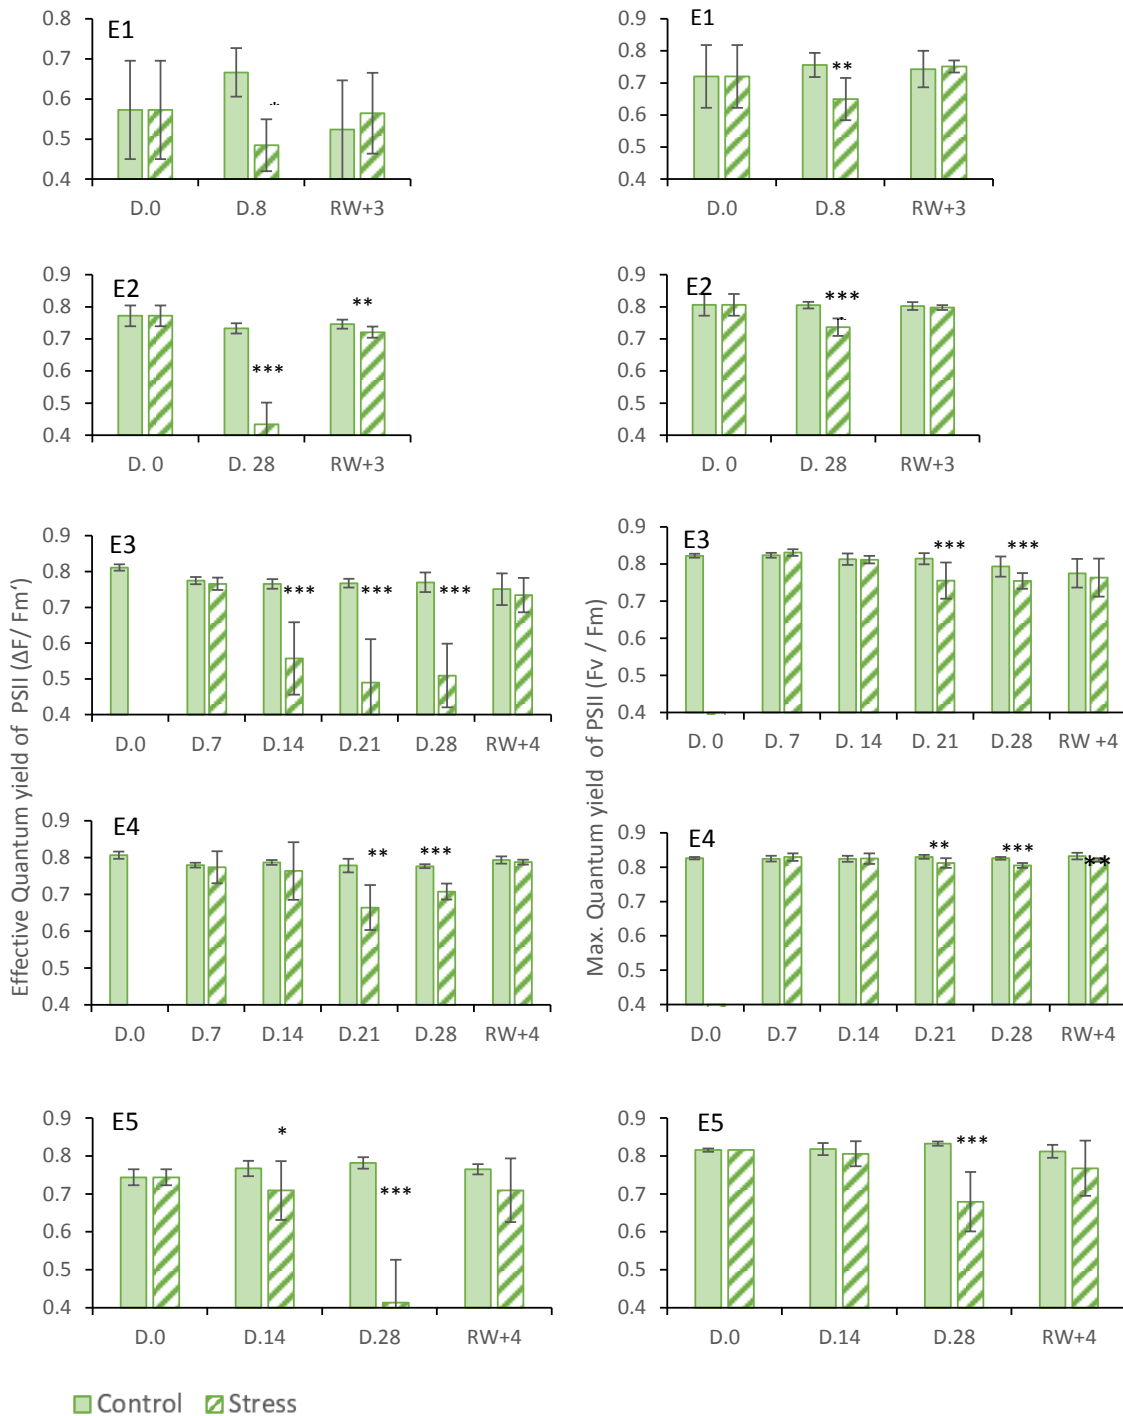 E1
0.8
0.7
0.6
0.5
0.4
D.0 D.8 RW+3
E1
0.9
0.8
**
0.7
0.6
0.5
0.4
D.0 D.8 RW+3
E2
0.9
0.8
**
0.7
0.6
***
0.5
0.4
D. 0 D. 28 RW+3
E2
0.9
***
0.8
0.7
0.6
0.5
0.4
D. 0 D. 28 RW+3
Effective Quantum yield of PSII (ΔF/ Fm‘)
E3
0.9
0.8
*** *** ***
0.7
0.6
0.5
0.4
D.0 D.7 D.14 D.21 D.28 RW+4
Max. Quantum yield of PSII (Fv / Fm)
E3
0.9
*** ***
0.8
0.7
0.6
0.5
0.4
D. 0 D. 7 D. 14 D. 21 D.28 RW +4
E4
0.9
** ***
0.8
0.7
0.6
0.5
0.4
D.0 D.7 D.14 D.21 D.28 RW+4
E4
0.9
** *** **
0.8
0.7
0.6
0.5
0.4
D.0 D.7 D.14 D.21 D.28 RW+4
E5
0.9
*
0.8
***
0.7
0.6
0.5
0.4
D.0 D.14 D.28 RW+4
E5
0.9
***
0.8
0.7
0.6
0.5
0.4
D.0 D.14 D.28 RW+4
Control Stress